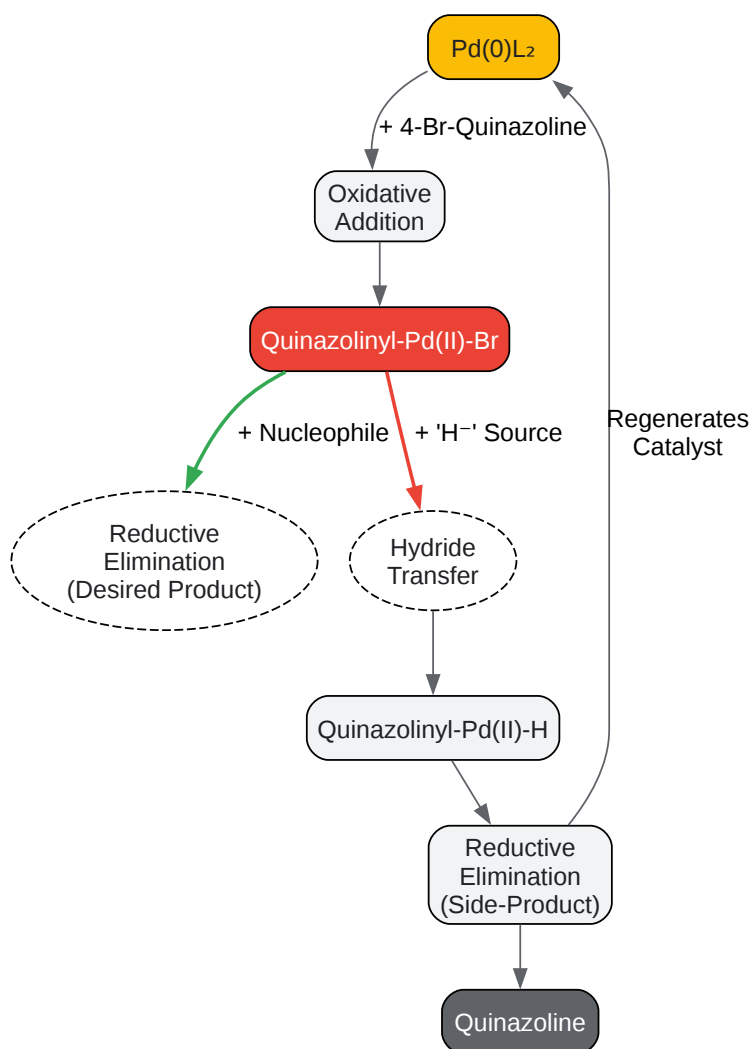 Pd(0)L₂
+ 4-Br-Quinazoline
Oxidative
Addition
Quinazolinyl-Pd(II)-Br
+ Nucleophile
+ 'H⁻' Source
Regenerates
Catalyst
Reductive
Elimination
(Desired Product)
Hydride
Transfer
Quinazolinyl-Pd(II)-H
Reductive
Elimination
(Side-Product)
Quinazoline